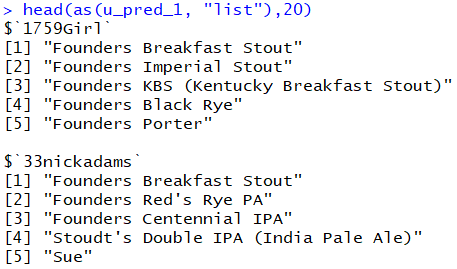 > head(as(u_pred_1, "list"),20)
$`1759Girl`
[1] "Founders Breakfast Stout"
[2] "Founders Imperial Stout"
[3] "Founders KBS (Kentucky Breakfast Stout)"
[4] "Founders Black Rye"
[5] "Founders Porter"
$`33nickadams`
[1] "Founders Breakfast Stout"
[2] "Founders Red's Rye PA"
[3] "Founders Centennial IPA"
[4] "Stoudt's Double IPA (India Pale Ale)"
[5] "Sue"